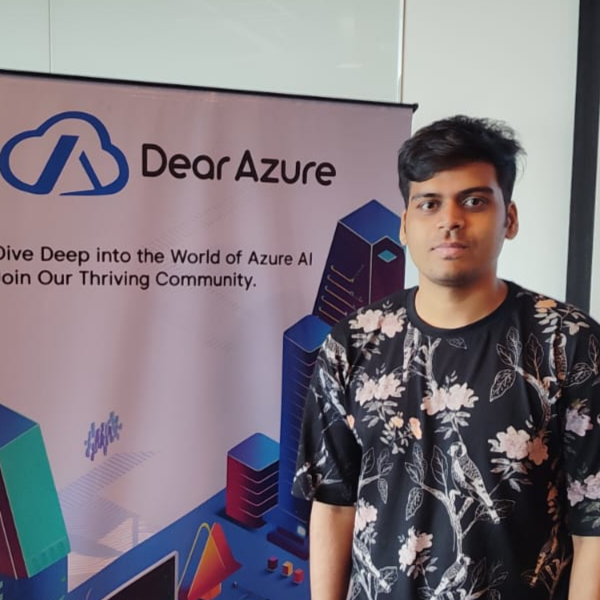 Dear Azure
Dive Deep into the World of Azure AI
Join Our Thriving Community.